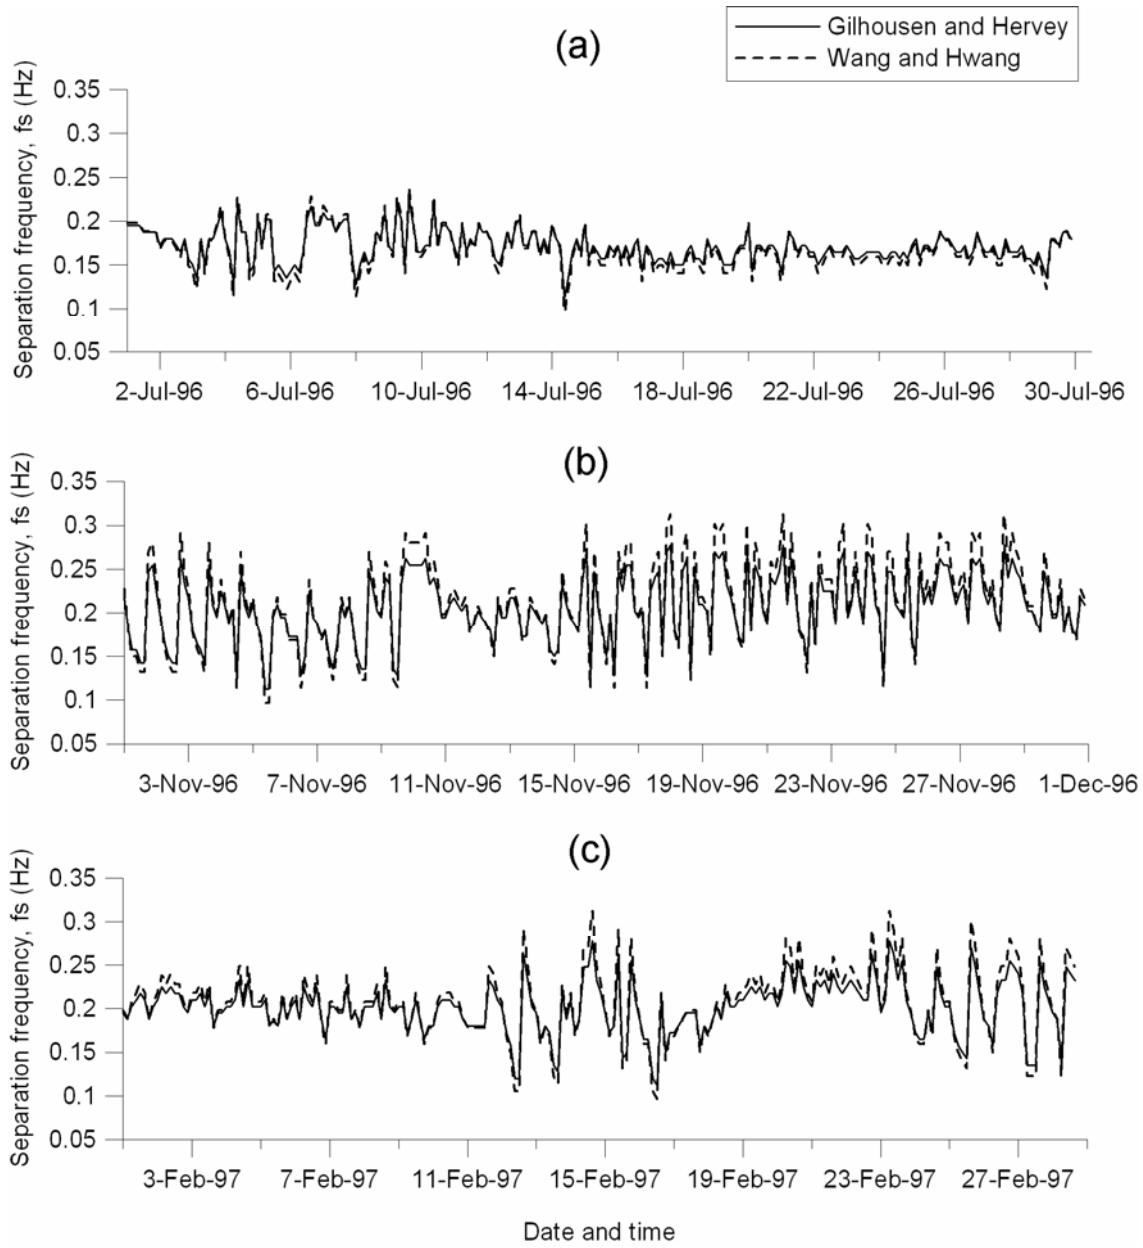 (a)
Gilhousen and Hervey
Wang and Hwang
Separation frequency, fs (Hz)
0.35
0.3
0.25
0.2
0.15
0.1
0.05
2-Jul-96 6-Jul-96 10-Jul-96 14-Jul-96 18-Jul-96 22-Jul-96 26-Jul-96 30-Jul-96
(b)
Separation frequency, fs (Hz)
0.35
0.3
0.25
0.2
0.15
0.1
0.05
3-Nov-96 7-Nov-96 11-Nov-96 15-Nov-96 19-Nov-96 23-Nov-96 27-Nov-96 1-Dec-96
(c)
Separation frequency, fs (Hz)
0.35
0.3
0.25
0.2
0.15
0.1
0.05
3-Feb-97 7-Feb-97 11-Feb-97 15-Feb-97 19-Feb-97 23-Feb-97 27-Feb-97
Date and time